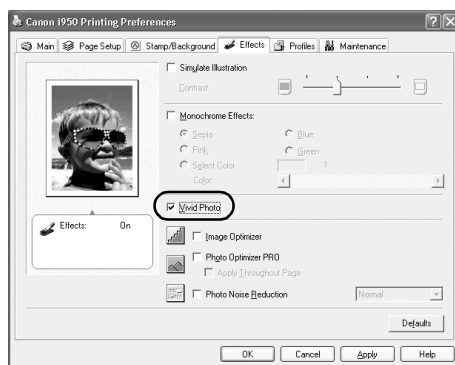 Canon i950 Printing Preferences
Main Page Setup Stamp/Background Effects Profiles Maintenance
Simulate Illustration
Contrast:
Monochrome Effects:
Sepia Blue
Pink Green
Select Color 1
Color:
Vivid Photo
Effects: On
Image Optimizer
Photo Optimizer PRO
Apply Throughout Page
Photo Noise Reduction Normal
Defaults
OK Cancel Apply Help